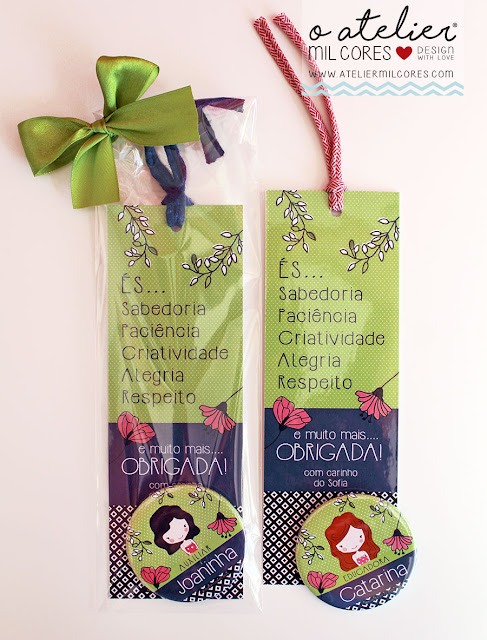 o atelier®
MIL CORES DESIGN
WITH LOVE
WWW.ATELIERMILCORES.COM
És...
Sabedoria
Paciência
Criatividade
Alegria
Respeito
e muito mais....
OBRIGADA!
AUXILIAR
Joaninha
És...
Sabedoria
Paciência
Criatividade
Alegria
Respeito
e muito mais....
OBRIGADA!
com carinho
da Sofia
EDUCADORA
Catarina